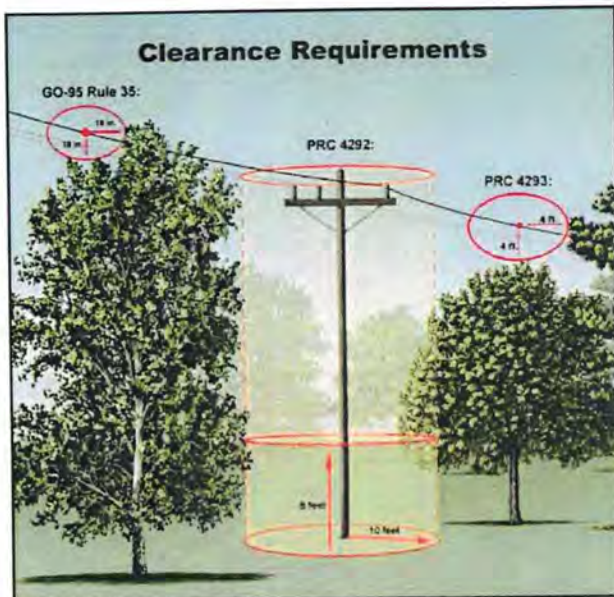 Clearance Requirements
GO-95 Rule 35:
18 in.
18 in.
PRC 4292:
PRC 4293:
4 ft.
4 ft.
8 feet
10 feet